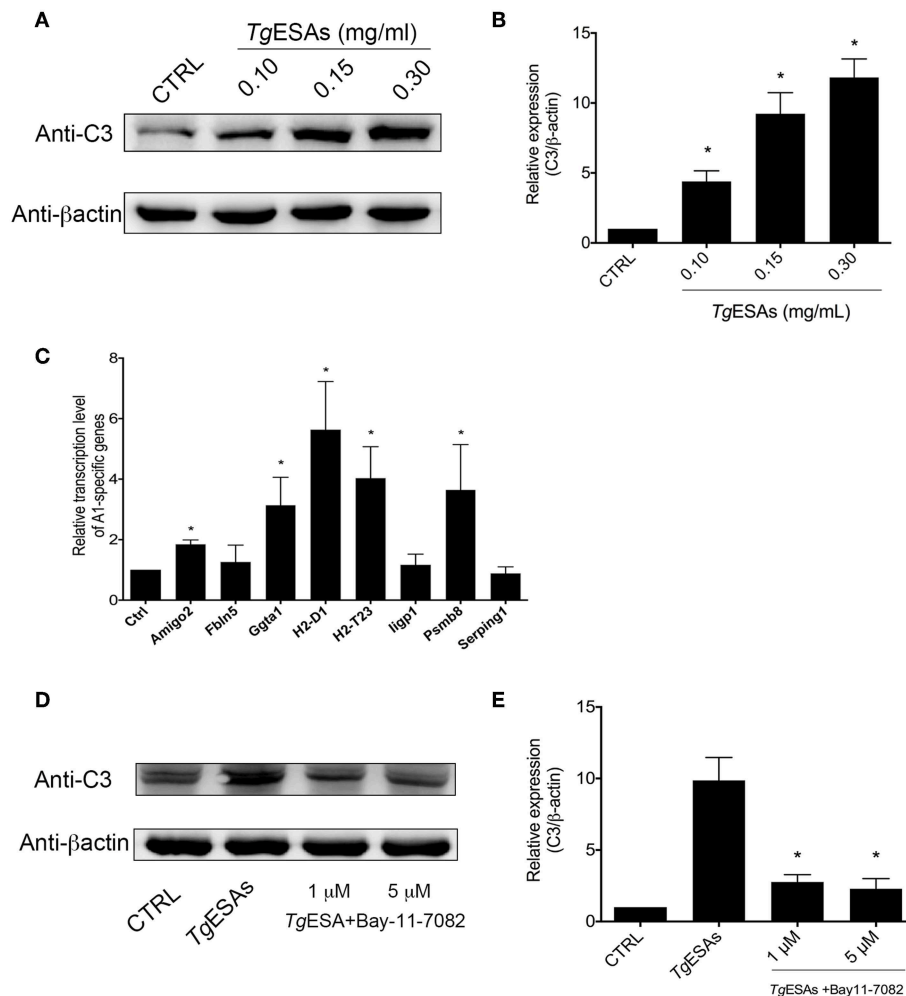 A
TgESAs (mg/ml)
CTRL
0.10
0.15
0.30
Anti-C3
Anti-βactin
B
Relative expression
(C3/β-actin)
15
10
5
0
*
*
*
CTRL
0.10
0.15
0.30
TgESAs (mg/mL)
C
Relative transcription level
of A1-specific genes
8
6
4
2
0
*
*
*
*
*
Ctrl
Amigo2
Fbln5
Ggta1
H2-D1
H2-T23
Iigp1
Psmb8
Serping1
D
Anti-C3
Anti-βactin
CTRL
TgESAs
1 μM
5 μM
TgESA+Bay-11-7082
E
Relative expression
(C3/β-actin)
15
10
5
0
*
*
CTRL
TgESAs
1 μM
5 μM
TgESAs +Bay11-7082